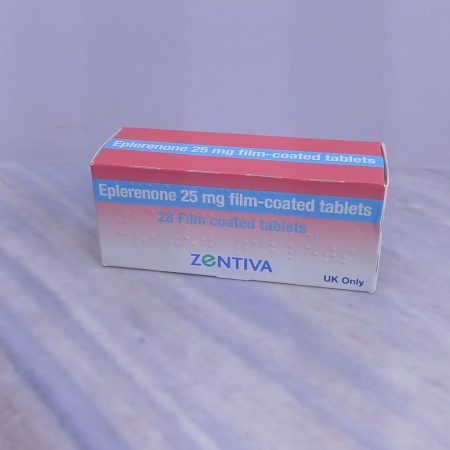 Eplerenone 25 mg film-coated tablets
Eplerenone 25 mg film-coated tablets
28 Film-coated tablets
ZENTIVA
UK Only